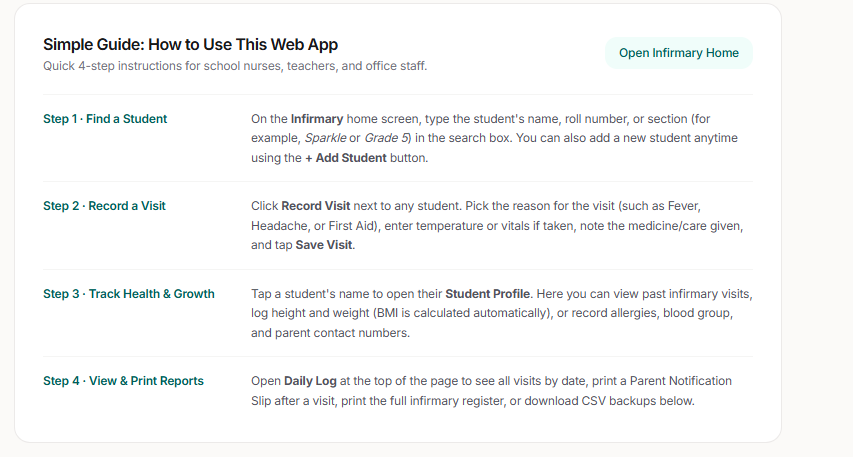 Simple Guide: How to Use This Web App
Quick 4-step instructions for school nurses, teachers, and office staff.
Open Infirmary Home
Step 1 · Find a Student
On the Infirmary home screen, type the student's name, roll number, or section (for
example, Sparkle or Grade 5) in the search box. You can also add a new student anytime
using the + Add Student button.
Step 2 · Record a Visit
Click Record Visit next to any student. Pick the reason for the visit (such as Fever,
Headache, or First Aid), enter temperature or vitals if taken, note the medicine/care given,
and tap Save Visit.
Step 3 · Track Health & Growth
Tap a student's name to open their Student Profile. Here you can view past infirmary visits,
log height and weight (BMI is calculated automatically), or record allergies, blood group,
and parent contact numbers.
Step 4 · View & Print Reports
Open Daily Log at the top of the page to see all visits by date, print a Parent Notification
Slip after a visit, print the full infirmary register, or download CSV backups below.